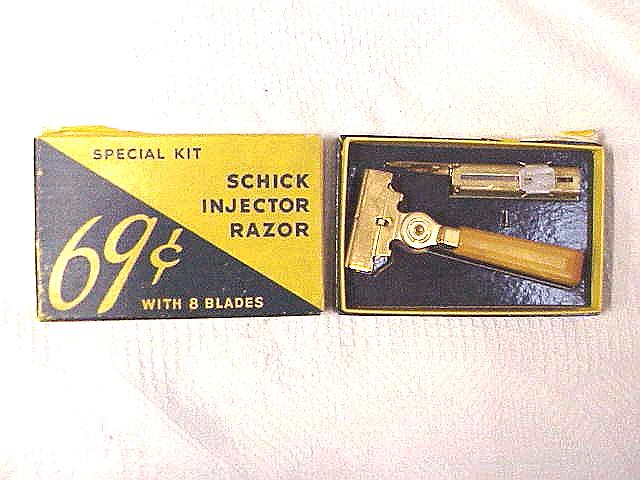 SPECIAL KIT
SCHICK
INJECTOR
RAZOR
69¢
WITH 8 BLADES